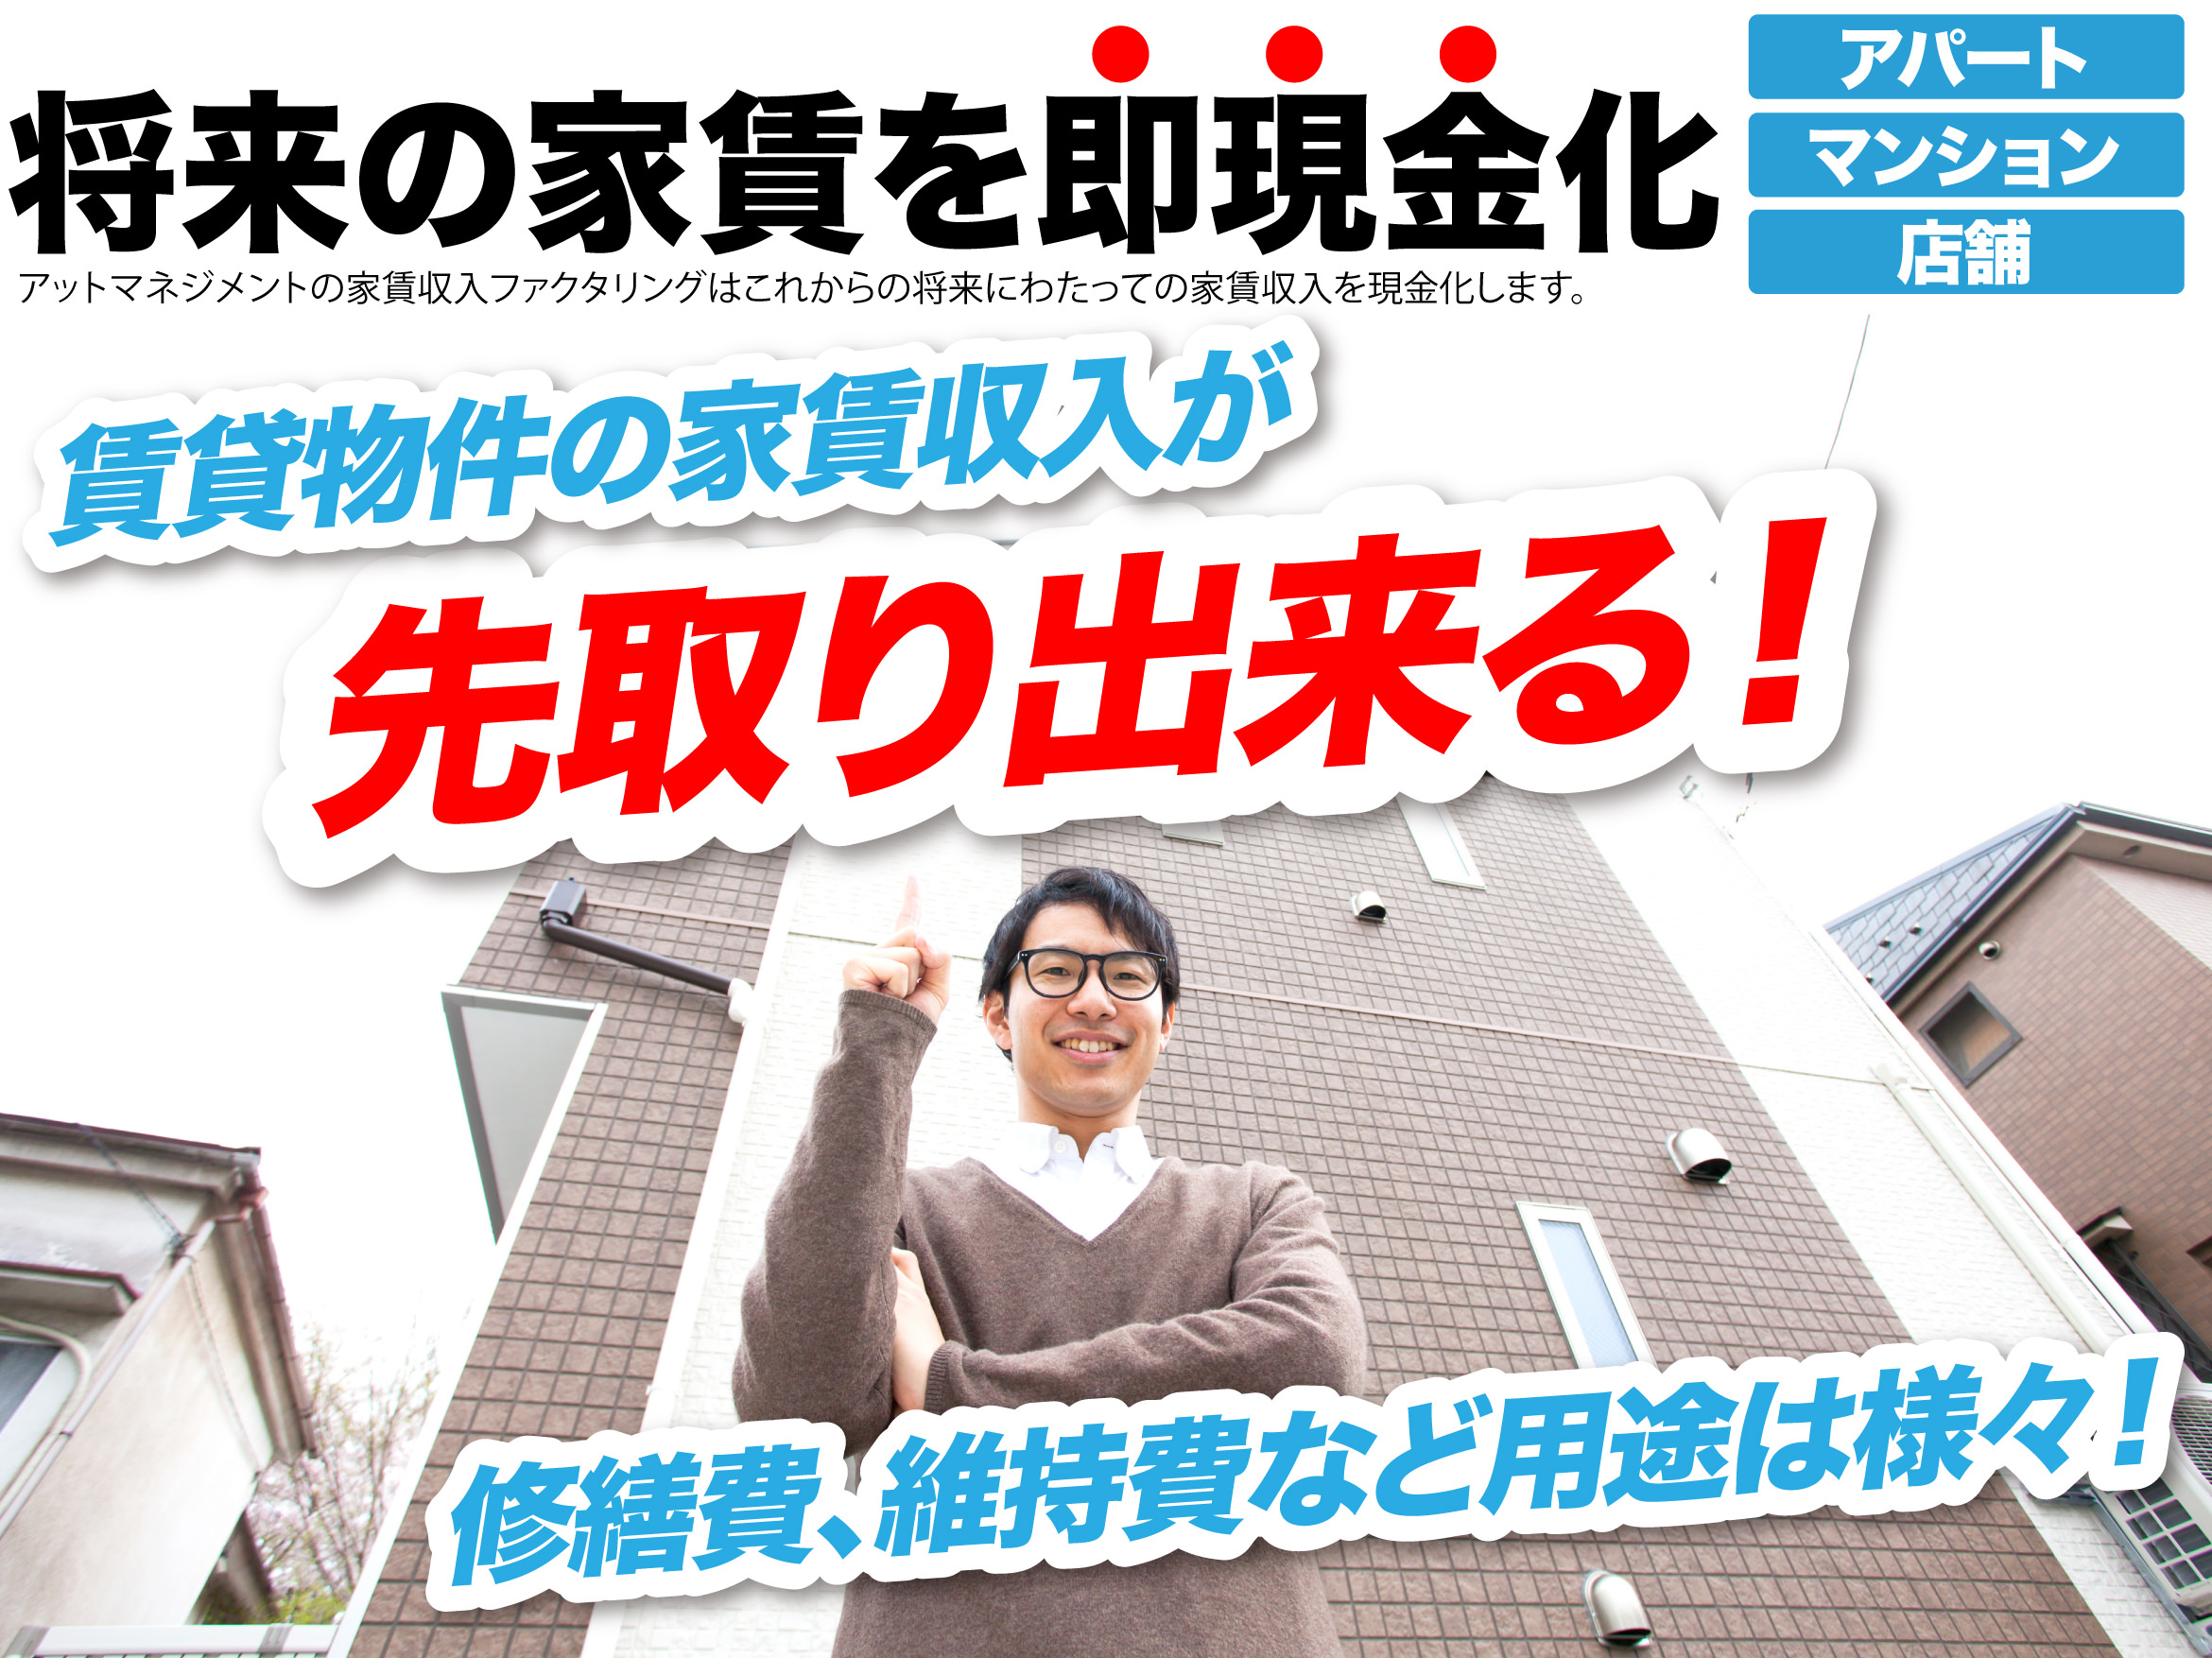 将来の家賃を即現金化
アットマネジメントの家賃収入ファクタリングはこれからの将来にわたっての家賃収入を現金化します。
アパート
マンション
店舗
賃貸物件の家賃収入が
先取り出来る！
修繕費、維持費など用途は様々！